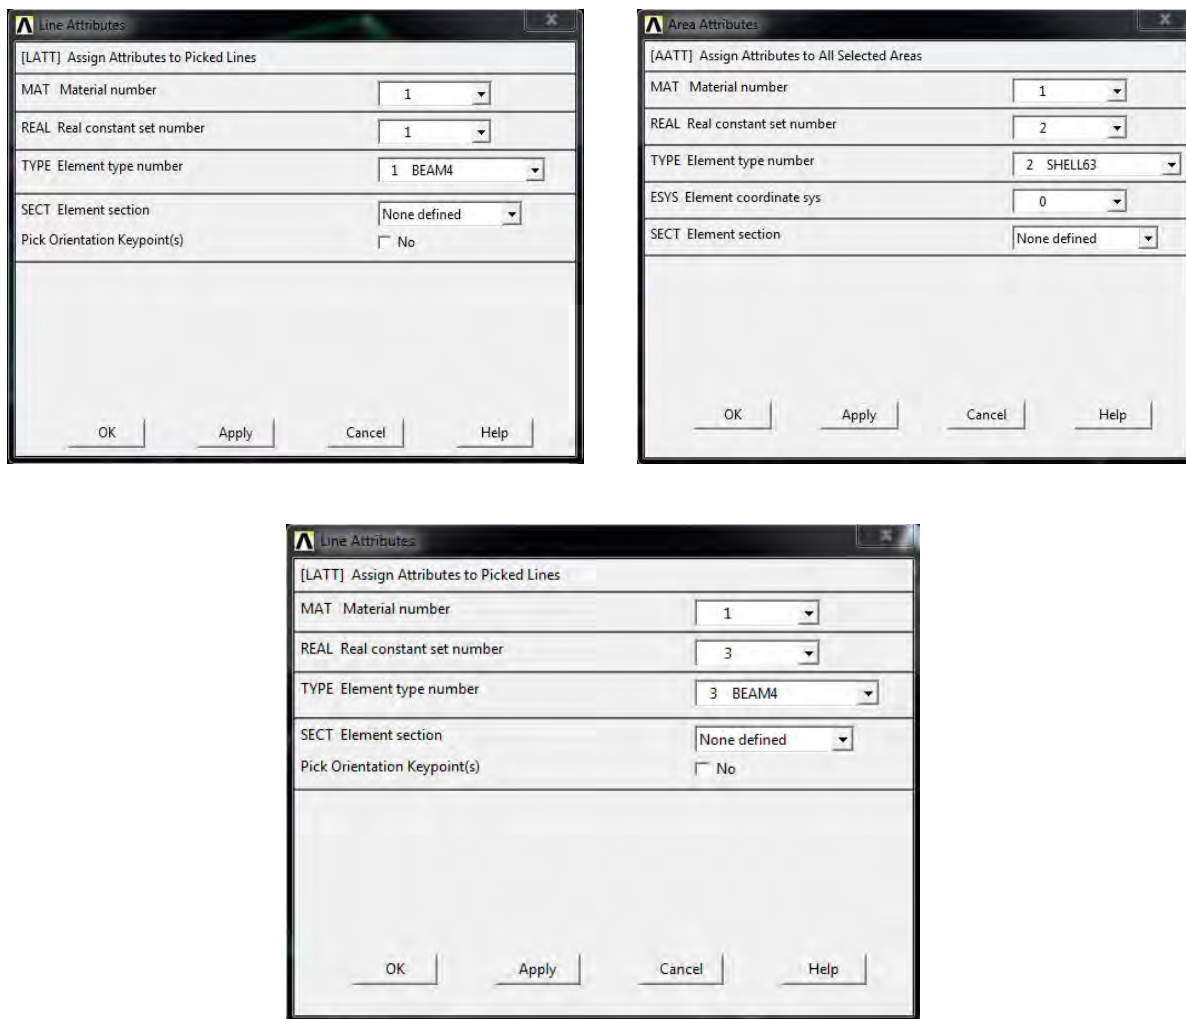 Line Attributes
[LATT] Assign Attributes to Picked Lines
MAT Material number 1
REAL Real constant set number 1
TYPE Element type number 1 BEAM4
SECT Element section None defined
Pick Orientation Keypoint(s) No
OK Apply Cancel Help
Area Attributes
[AATT] Assign Attributes to All Selected Areas
MAT Material number 1
REAL Real constant set number 2
TYPE Element type number 2 SHELL63
ESYS Element coordinate sys 0
SECT Element section None defined
OK Apply Cancel Help
Line Attributes
[LATT] Assign Attributes to Picked Lines
MAT Material number 1
REAL Real constant set number 3
TYPE Element type number 3 BEAM4
SECT Element section None defined
Pick Orientation Keypoint(s) No
OK Apply Cancel Help